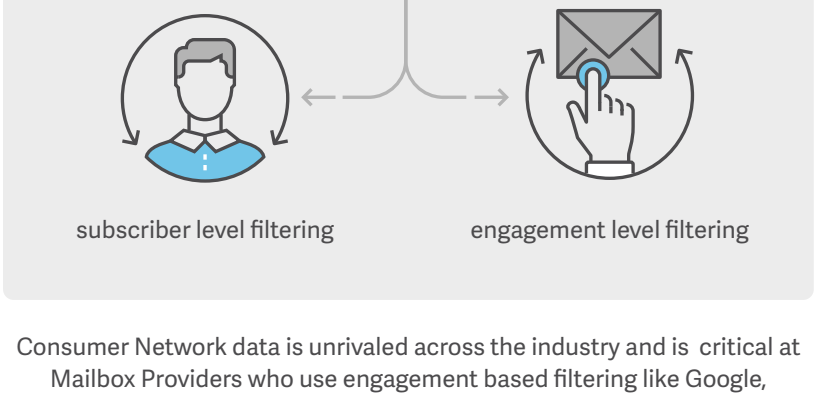 subscriber level filtering
engagement level filtering
Consumer Network data is unrivaled across the industry and is  critical at
Mailbox Providers who use engagement based filtering like Google,